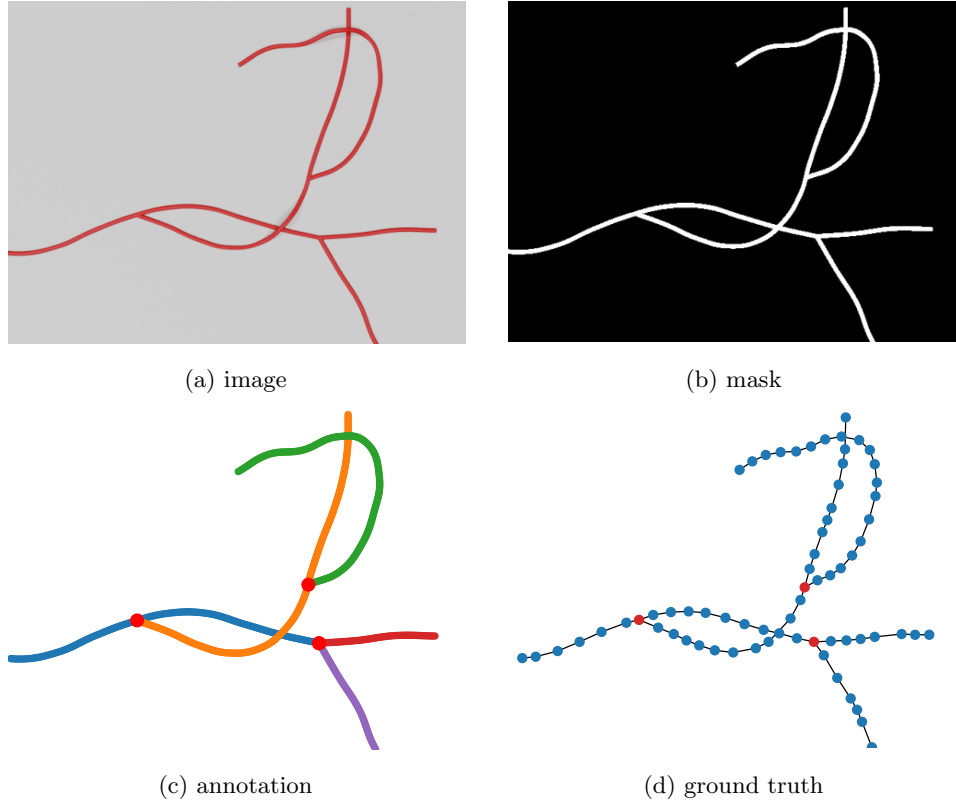 (a) image
(b) mask
(c) annotation
(d) ground truth